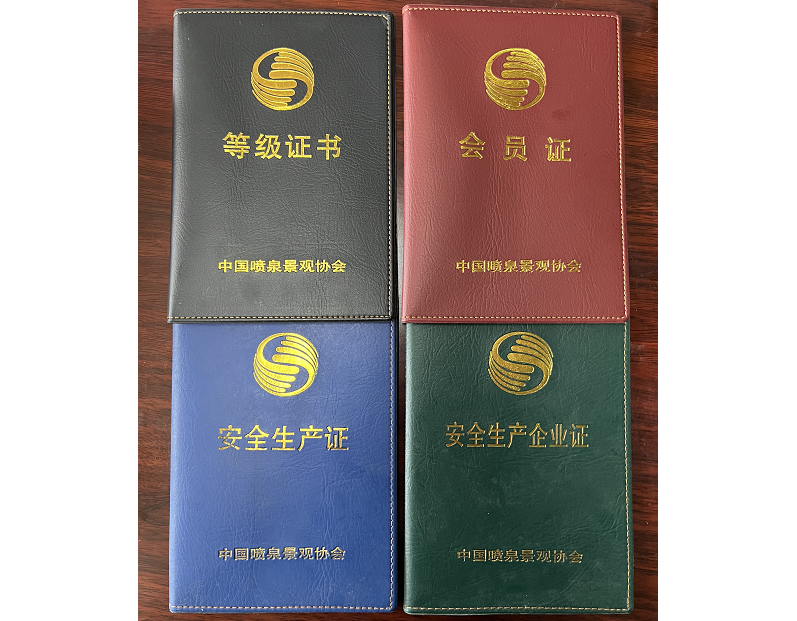 等级证书
中国喷泉景观协会
会员证
中国喷泉景观协会
安全生产证
中国喷泉景观协会
安全生产企业证
中国喷泉景观协会